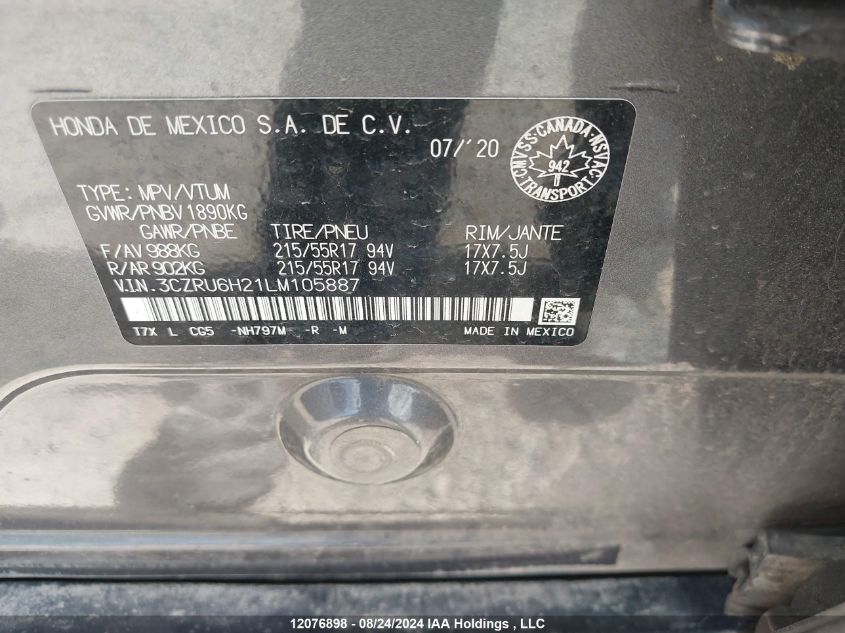 HONDA DE MEXICO S.A. DE C.V.
07/'20
CMVSS·CANADA·NSVAC
942
TRANSPORT
TYPE: MPV/VTUM
GVWR/PNBV 1890KG
GAWR/PNBE TIRE/PNEU RIM/JANTE
F/AV 988KG 215/55R17 94V 17X7.5J
R/AR 902KG 215/55R17 94V 17X7.5J
V.I.N. 3CZRU6H21LM105887
T7X L CG5 -NH797M -R -M MADE IN MEXICO
12076898 - 08/24/2024 IAA Holdings , LLC